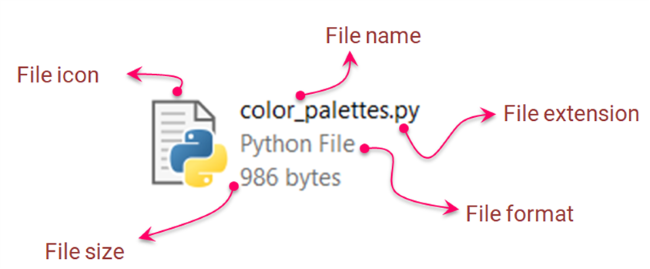 File name
File icon
color_palettes.py
File extension
Python File
986 bytes
File format
File size